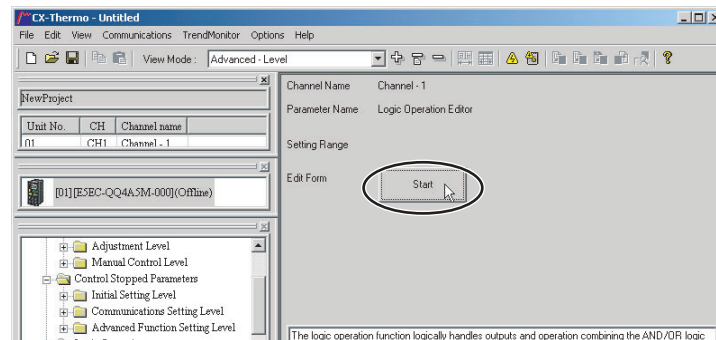 CX-Thermo - Untitled
File Edit View Communications TrendMonitor Options Help
View Mode : Advanced - Level
NewProject
Unit No. CH Channel name
01 CH1 Channel - 1
[01][E5EC-QQ4A5M-000](Offline)
Adjustment Level
Manual Control Level
Control Stopped Parameters
Initial Setting Level
Communications Setting Level
Advanced Function Setting Level
Channel Name Channel - 1
Parameter Name Logic Operation Editor
Setting Range
Edit Form Start
The logic operation function logically handles outputs and operation combining the AND/OR logic